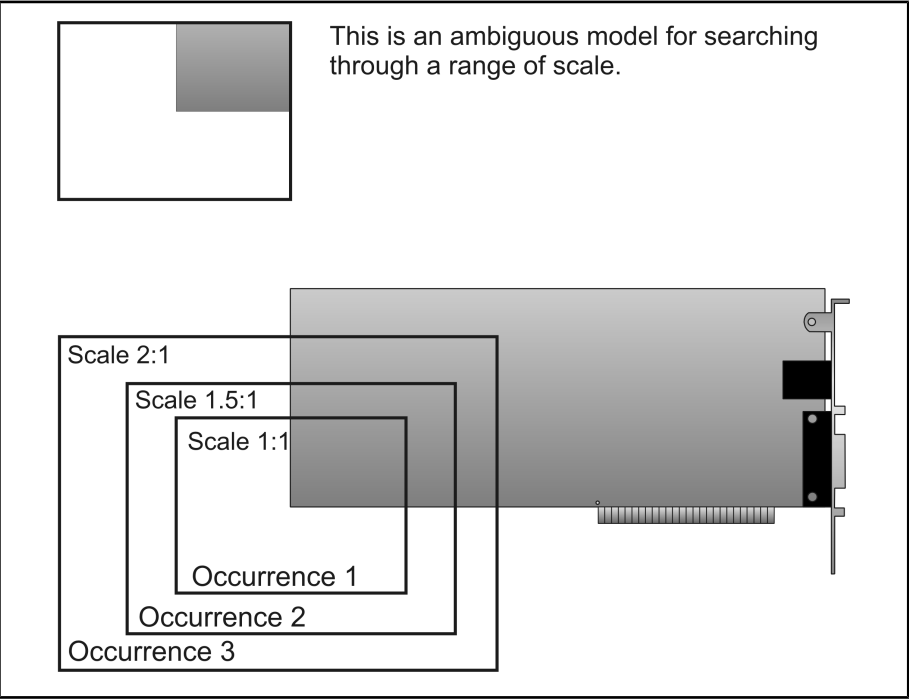 This is an ambiguous model for searching
through a range of scale.
Scale 2:1
Scale 1.5:1
Scale 1:1
Occurrence 1
Occurrence 2
Occurrence 3